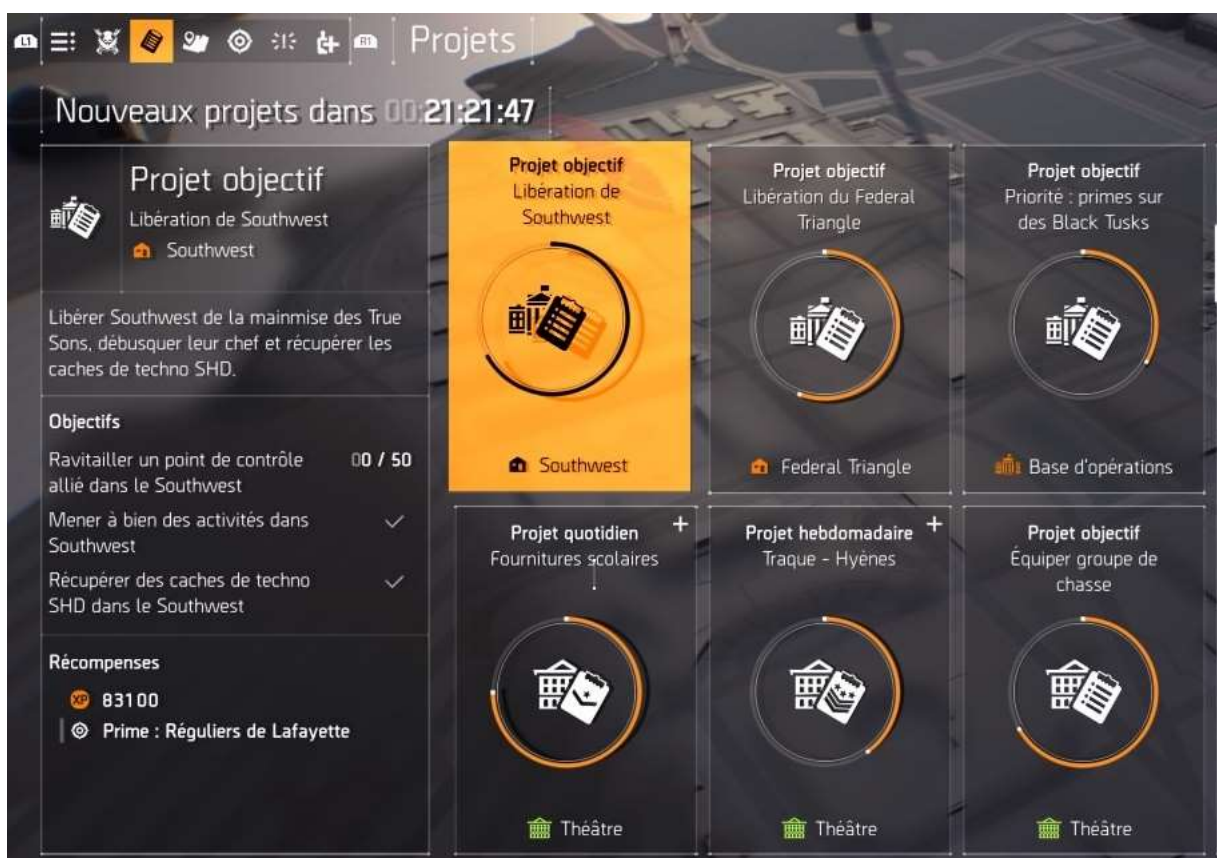 L1
R1
Projets
Nouveaux projets dans 00:21:21:47
Projet objectif
Libération de Southwest
Southwest
Libérer Southwest de la mainmise des True
Sons, débusquer leur chef et récupérer les
caches de techno SHD.
Objectifs
Ravitailler un point de contrôle 00 / 50
allié dans le Southwest
Mener à bien des activités dans
Southwest
Récupérer des caches de techno
SHD dans le Southwest
Récompenses
XP 83100
Prime : Réguliers de Lafayette
Projet objectif
Libération de
Southwest
Southwest
Projet objectif
Libération du Federal
Triangle
Federal Triangle
Projet objectif
Priorité : primes sur
des Black Tusks
Base d'opérations
Projet quotidien +
Fournitures scolaires
Théâtre
Projet hebdomadaire +
Traque - Hyènes
Théâtre
Projet objectif
Équiper groupe de
chasse
Théâtre